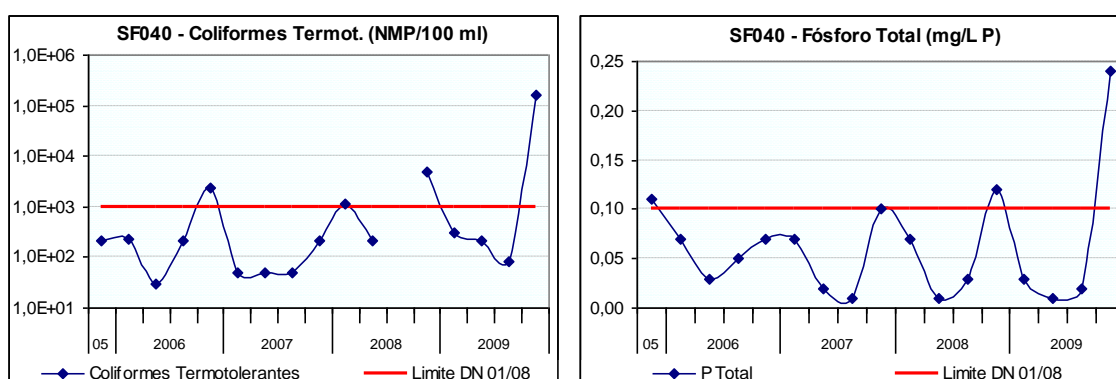 SF040 - Coliformes Termot. (NMP/100 ml)
1,0E+06
1,0E+05
1,0E+04
1,0E+03
1,0E+02
1,0E+01
05 2006 2007 2008 2009
Coliformes Termotolerantes Limite DN 01/08
SF040 - Fósforo Total (mg/L P)
0,25
0,20
0,15
0,10
0,05
0,00
05 2006 2007 2008 2009
P Total Limite DN 01/08